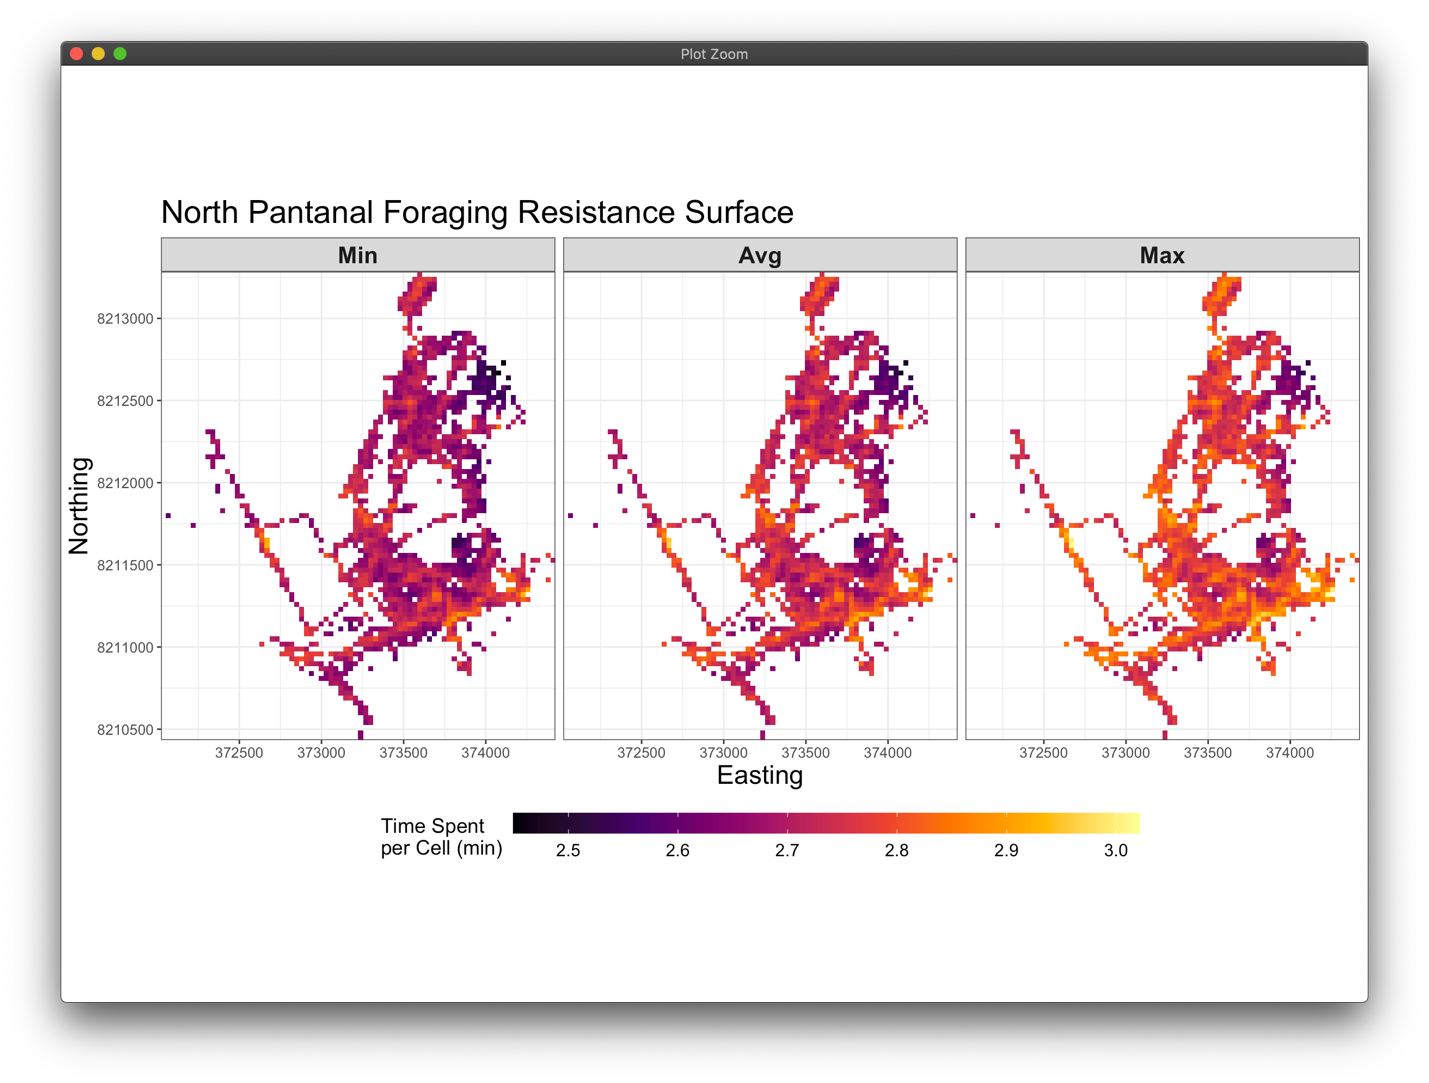 Plot Zoom
North Pantanal Foraging Resistance Surface
Min
Avg
Max
Northing
8213000
8212500
8212000
8211500
8211000
8210500
372500 373000 373500 374000
372500 373000 373500 374000
372500 373000 373500 374000
Easting
Time Spent
per Cell (min)
2.5 2.6 2.7 2.8 2.9 3.0